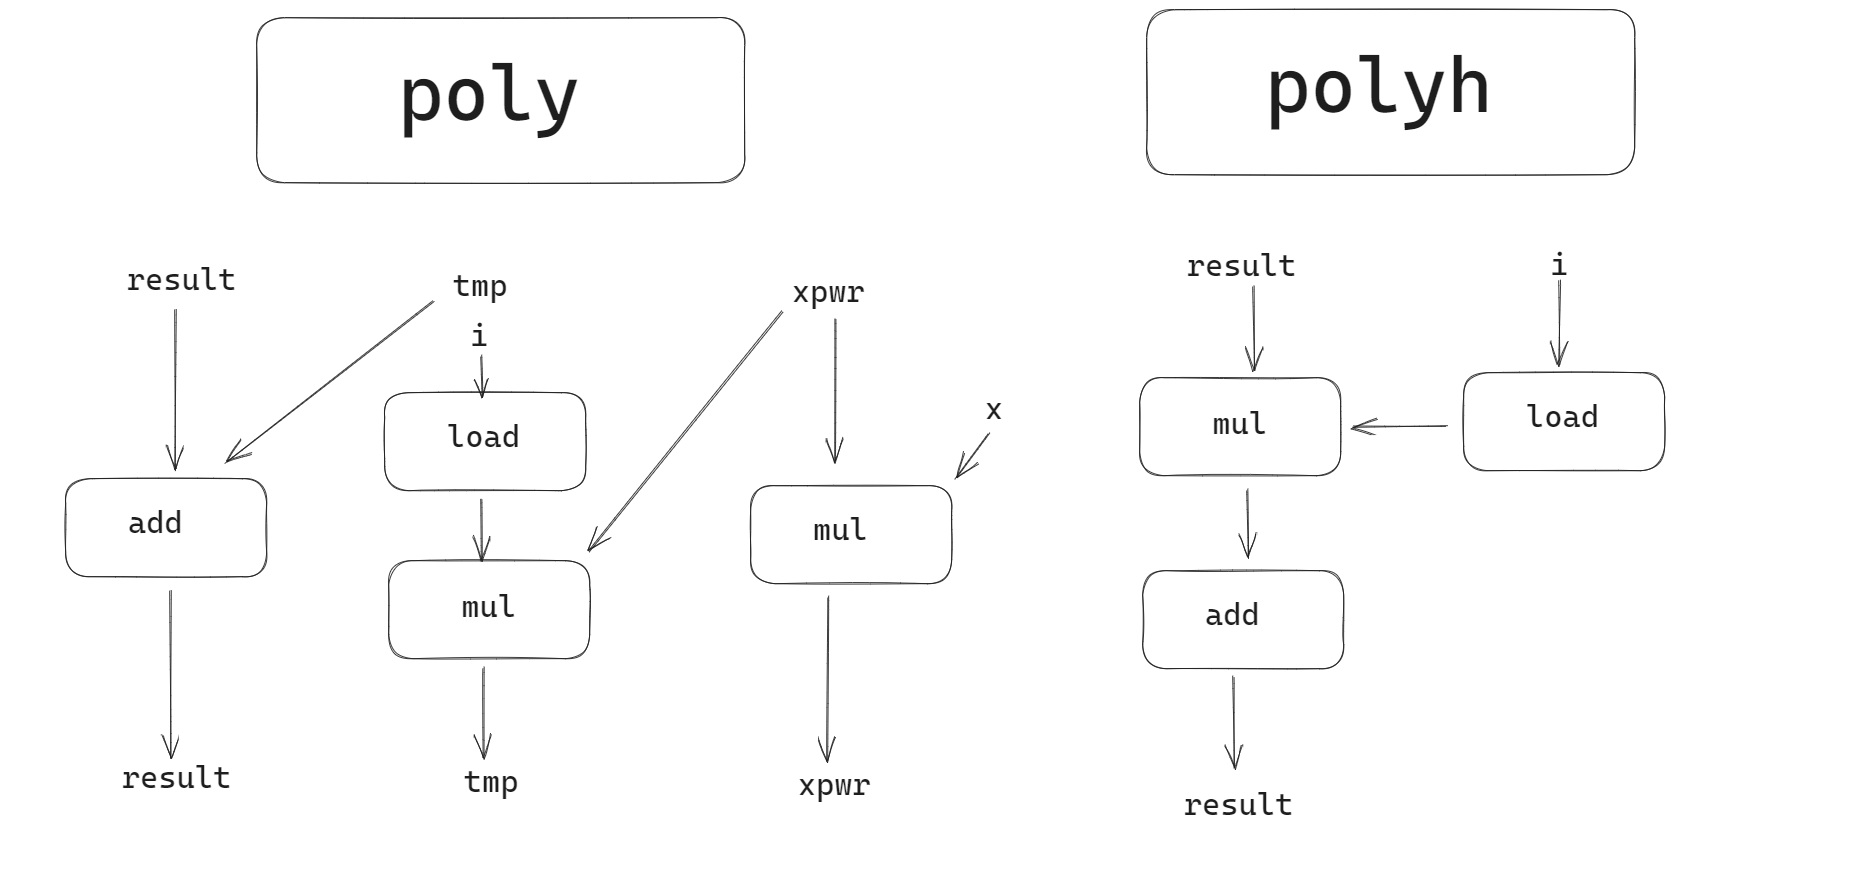 poly
polyh
result
tmp
xpwr
i
x
load
add
mul
mul
result
tmp
xpwr
result
i
mul
load
add
result